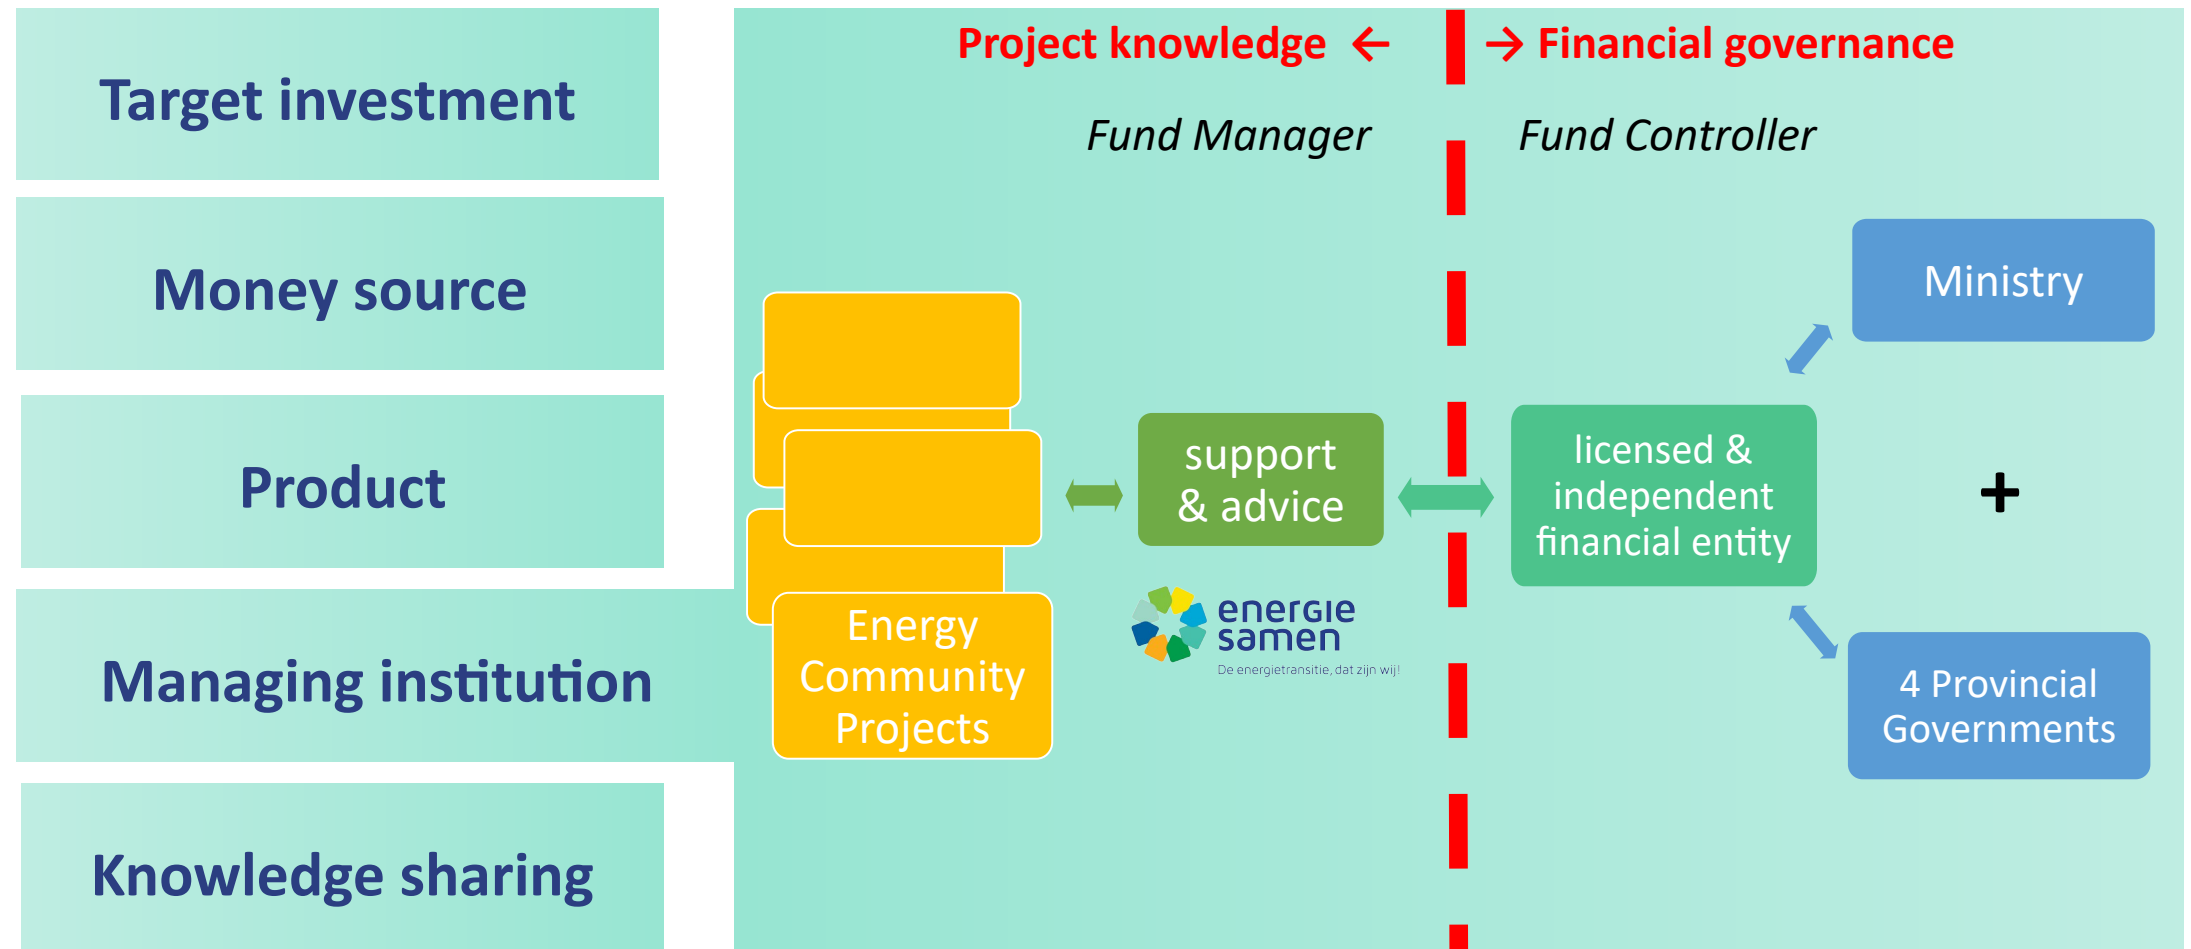 Target investment
Money source
Product
Managing institution
Knowledge sharing
Project knowledge ←
→ Financial governance
Fund Manager
Fund Controller
Energy
Community
Projects
support
& advice
energie
samen
De energietransitie, dat zijn wij!
licensed &
independent
financial entity
Ministry
+
4 Provincial
Governments